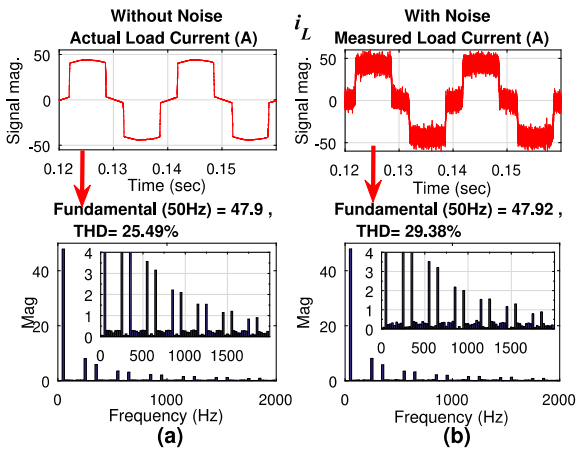 Without Noise
Actual Load Current (A)
Signal mag.
50
0
-50
0.12
0.13
0.14
0.15
Time (sec)
Fundamental (50Hz) = 47.9 ,
THD= 25.49%
Mag
40
20
0
4
3
2
1
0
0
500
1000
1500
0
1000
2000
Frequency (Hz)
(a)
i_L
With Noise
Measured Load Current (A)
Signal mag.
50
0
-50
0.12
0.13
0.14
0.15
Time (sec)
Fundamental (50Hz) = 47.92 ,
THD= 29.38%
Mag
40
20
0
4
3
2
1
0
0
500
1000
1500
0
1000
2000
Frequency (Hz)
(b)